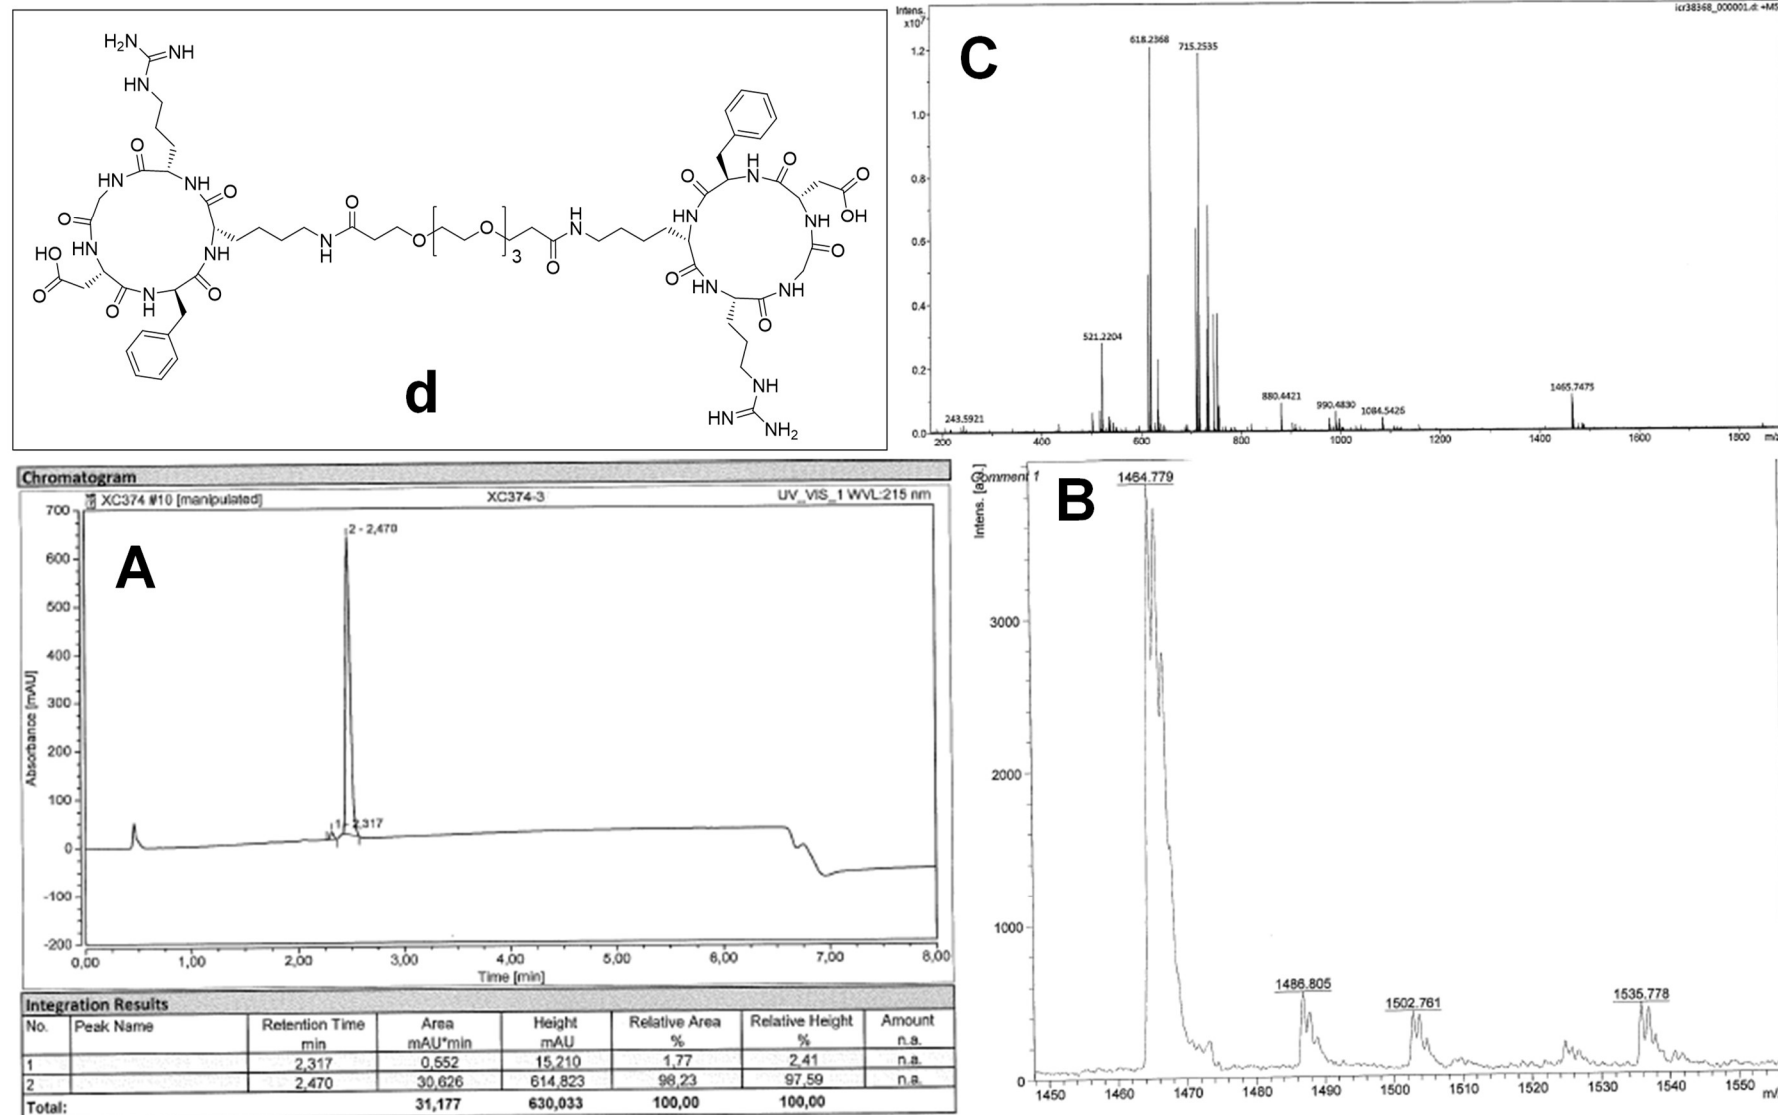 H₂N
NH
HN
O
HN
NH
O
O
HN
NH
HO
O
O
N
H
O
N
H
O
O
O
3
H
N
O
O
H
N
O
O
OH
HN
NH
O
O
HN
O
NH
NH
HN
NH₂
d
Intens.
x10⁷
icr38368_000001.d: +MS
C
1.2
1.0
0.8
0.6
0.4
0.2
0.0
618.2368
715.2535
521.2204
243.5921
880.4421
990.4830
1084.5425
1465.7475
200 400 600 800 1000 1200 1400 1600 1800 m/z
Chromatogram
XC374 #10 [manipulated] XC374-3 UV_VIS_1 WVL:215 nm
A
Absorbance [mAU]
700
600
500
400
300
200
100
0
-100
-200
2 - 2,470
1 - 2,317
0,00 1,00 2,00 3,00 4,00 5,00 6,00 7,00 8,00
Time [min]
Integration Results
No. Peak Name Retention Time Area Height Relative Area Relative Height Amount
min mAU*min mAU % % n.a.
1 2,317 0,552 15,210 1,77 2,41 n.a.
2 2,470 30,626 614,823 98,23 97,59 n.a.
Total: 31,177 630,033 100,00 100,00
Comment 1
Intens. [a.u.]
B
3000
2000
1000
0
1464.779
1486.805
1502.761
1535.778
1450 1460 1470 1480 1490 1500 1510 1520 1530 1540 1550